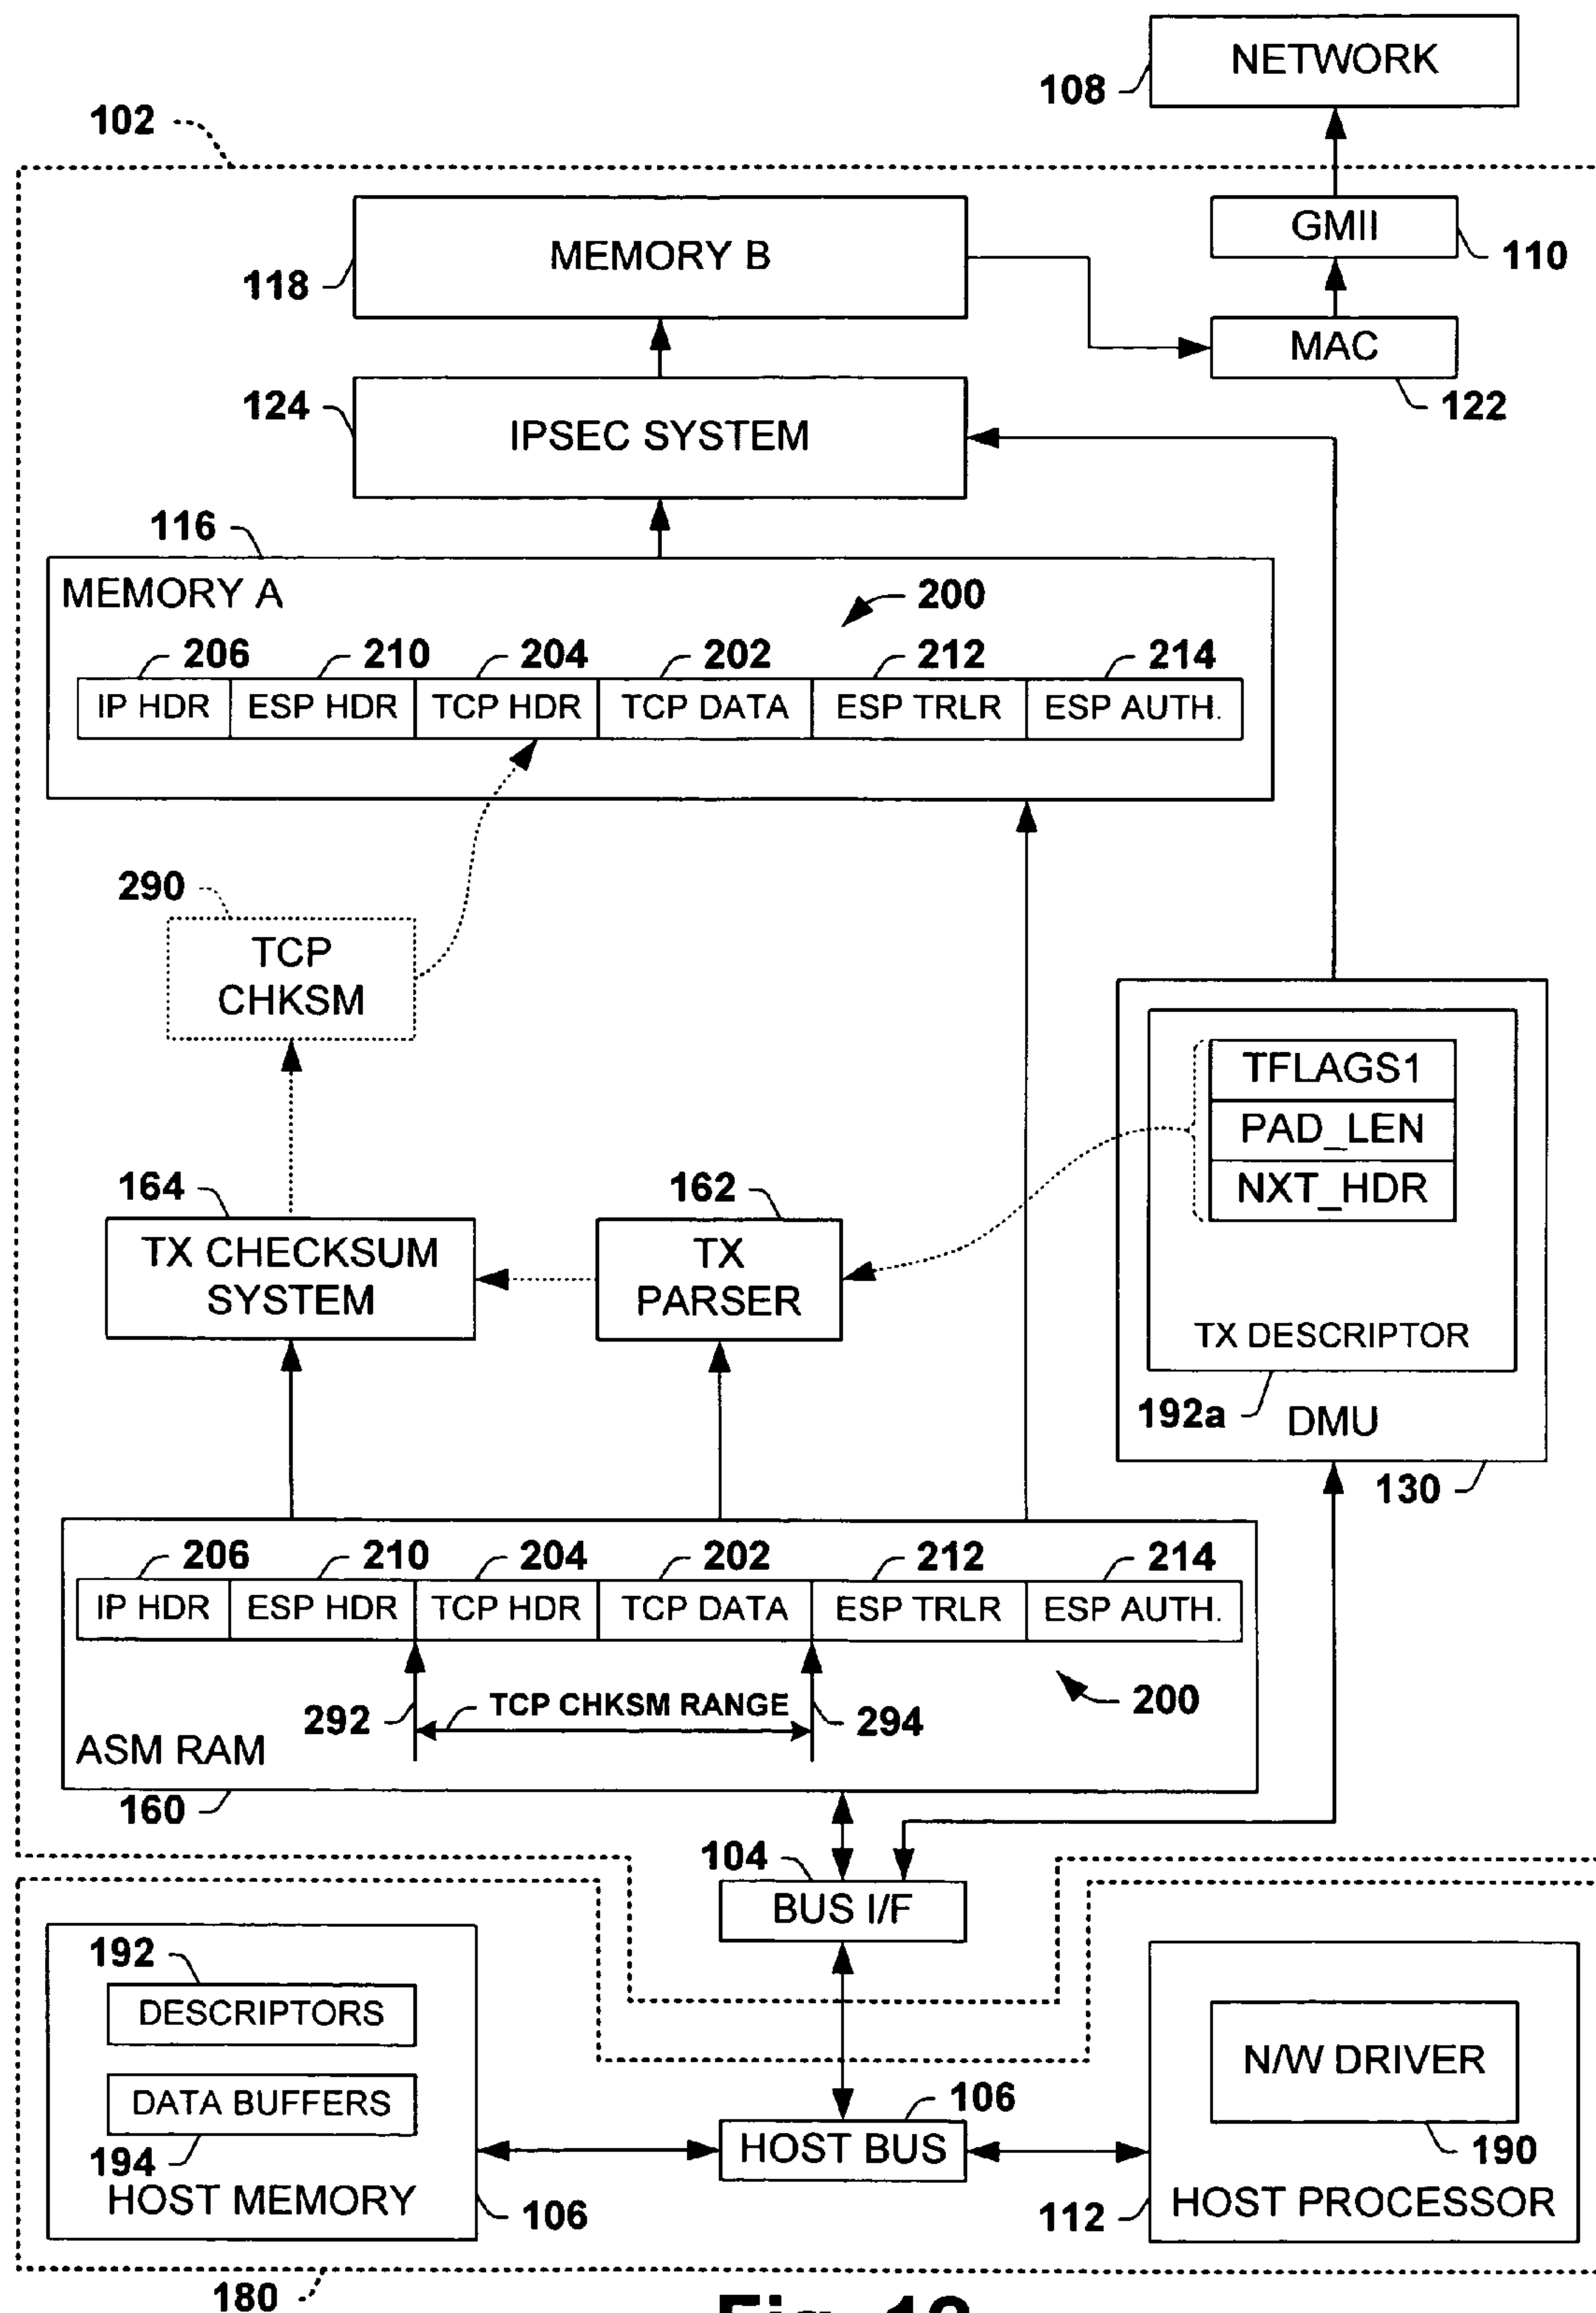 NETWORK
108
102
GMII
110
MEMORY B
118
MAC
122
124
IPSEC SYSTEM
116
MEMORY A
200
206 210 204 202 212 214
IP HDR ESP HDR TCP HDR TCP DATA ESP TRLR ESP AUTH.
290
TCP
CHKSM
TFLAGS1
PAD_LEN
NXT_HDR
TX DESCRIPTOR
192a
DMU
130
164
TX CHECKSUM
SYSTEM
162
TX
PARSER
206 210 204 202 212 214
IP HDR ESP HDR TCP HDR TCP DATA ESP TRLR ESP AUTH.
292
TCP CHKSM RANGE
294
200
ASM RAM
160
104
BUS I/F
192
DESCRIPTORS
DATA BUFFERS
194
HOST MEMORY
106
106
HOST BUS
N/W DRIVER
190
112
HOST PROCESSOR
180